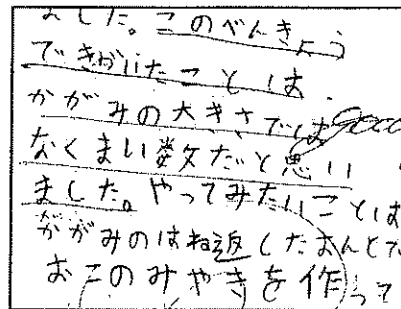 ました。このべんきよう
できがいたことは、
かがみの大きさでは good
なくまい数だと思い
ました。やってみたいことは
かがみのはね返したおんどで
おこのみやきを作って